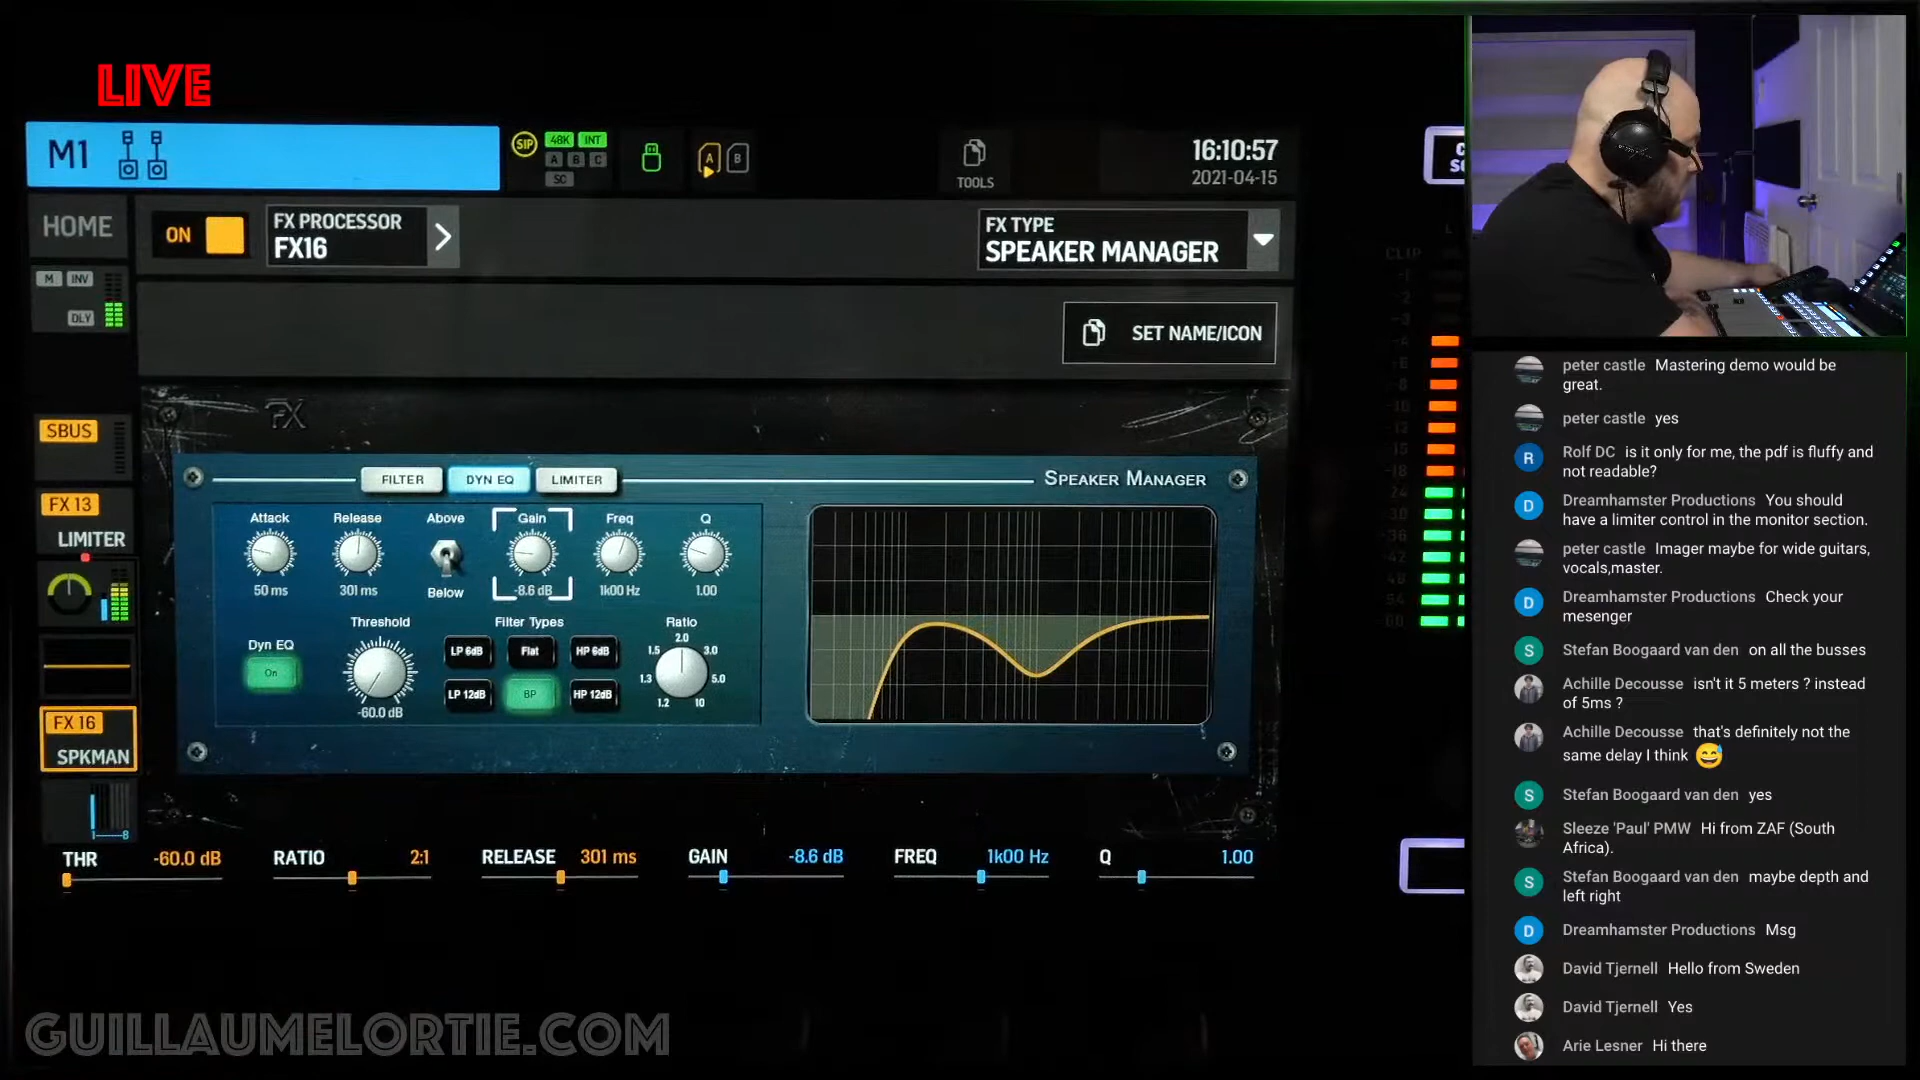 LIVE
M1
SIP
48K INT
A B C
SC
A B
TOOLS
16:10:57
2021-04-15
HOME
ON
FX PROCESSOR
FX16
FX TYPE
SPEAKER MANAGER
M INV
DLY
SET NAME/ICON
SBUS
FX 13
LIMITER
FX 16
SPKMAN
FX
FILTER DYN EQ LIMITER
SPEAKER MANAGER
Attack Release Above Gain Freq Q
50 ms 301 ms Below -8.6 dB 1k00 Hz 1.00
Threshold Filter Types Ratio
Dyn EQ
On
-60.0 dB
LP 6dB Flat HP 6dB
LP 12dB BP HP 12dB
2.0
1.5 3.0
1.3 5.0
1.2 10
THR -60.0 dB
RATIO 2:1
RELEASE 301 ms
GAIN -8.6 dB
FREQ 1k00 Hz
Q 1.00
CLIP
GUILLAUMELORTIE.COM
peter castle Mastering demo would be
great.
peter castle yes
R Rolf DC is it only for me, the pdf is fluffy and
not readable?
D Dreamhamster Productions You should
have a limiter control in the monitor section.
peter castle Imager maybe for wide guitars,
vocals,master.
D Dreamhamster Productions Check your
mesenger
S Stefan Boogaard van den on all the busses
Achille Decousse isn't it 5 meters ? instead
of 5ms ?
Achille Decousse that's definitely not the
same delay I think 😅
S Stefan Boogaard van den yes
Sleeze 'Paul' PMW Hi from ZAF (South
Africa).
S Stefan Boogaard van den maybe depth and
left right
D Dreamhamster Productions Msg
David Tjernell Hello from Sweden
David Tjernell Yes
Arie Lesner Hi there